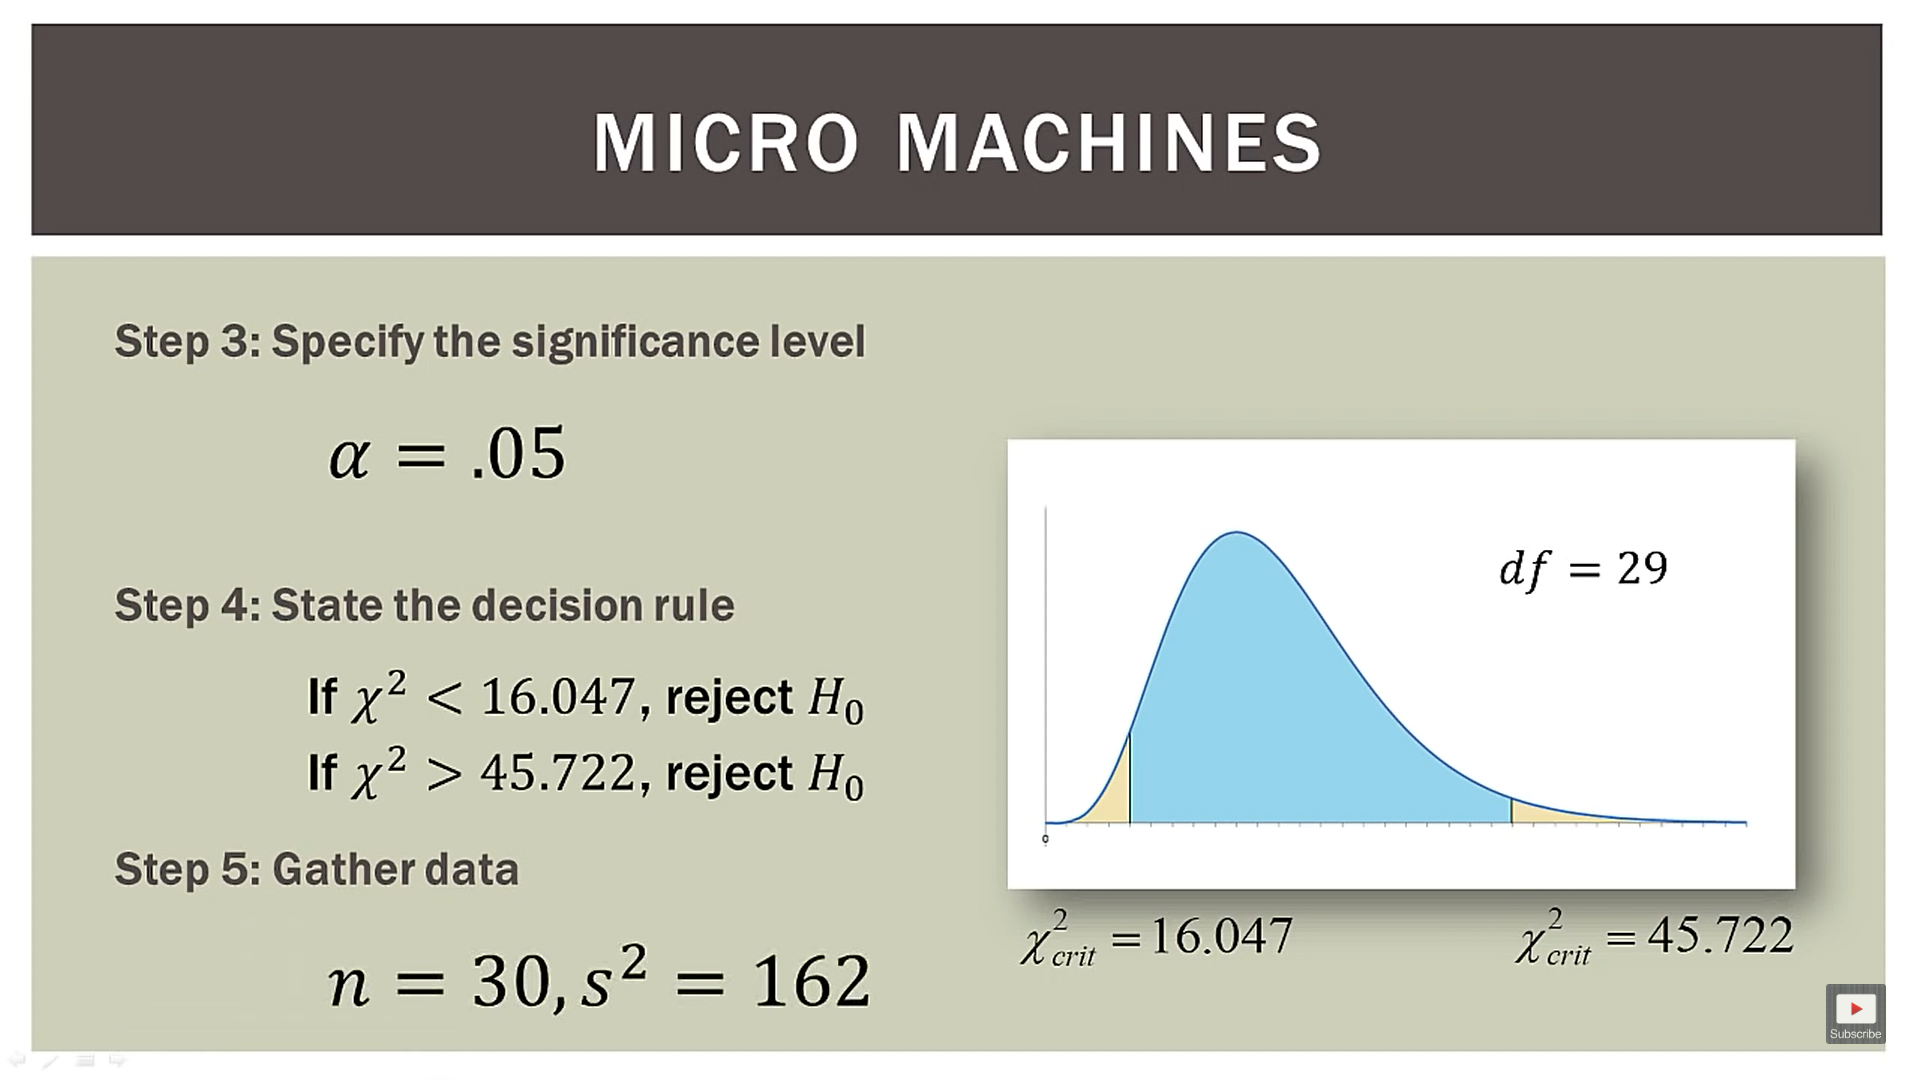 MICRO MACHINES
Step 3: Specify the significance level
α = .05
Step 4: State the decision rule
If χ² < 16.047, reject H₀
If χ² > 45.722, reject H₀
Step 5: Gather data
n = 30, s² = 162
df = 29
0
χ²crit = 16.047
χ²crit = 45.722
Subscribe